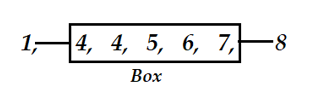 1, 4, 4, 5, 6, 7, 8
Box